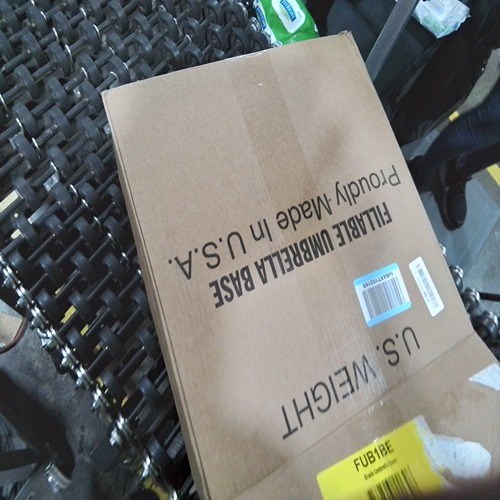 U.S. WEIGHT
FILLABLE UMBRELLA BASE
Proudly Made In U.S.A.
FUB1BE